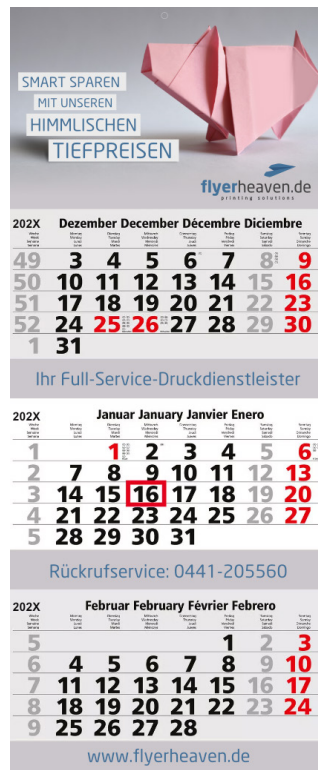 SMART SPAREN
MIT UNSEREN
HIMMLISCHEN
TIEFPREISEN
flyerheaven.de
printing solutions
202X Dezember December Décembre Diciembre
49 3 4 5 6 7 8 9
50 10 11 12 13 14 15 16
51 17 18 19 20 21 22 23
52 24 25 26 27 28 29 30
1 31
Ihr Full-Service-Druckdienstleister
202X Januar January Janvier Enero
1 1 2 3 4 5 6
2 7 8 9 10 11 12 13
3 14 15 16 17 18 19 20
4 21 22 23 24 25 26 27
5 28 29 30 31
Rückrufservice: 0441-205560
202X Februar February Février Febrero
5 1 2 3
6 4 5 6 7 8 9 10
7 11 12 13 14 15 16 17
8 18 19 20 21 22 23 24
9 25 26 27 28
www.flyerheaven.de